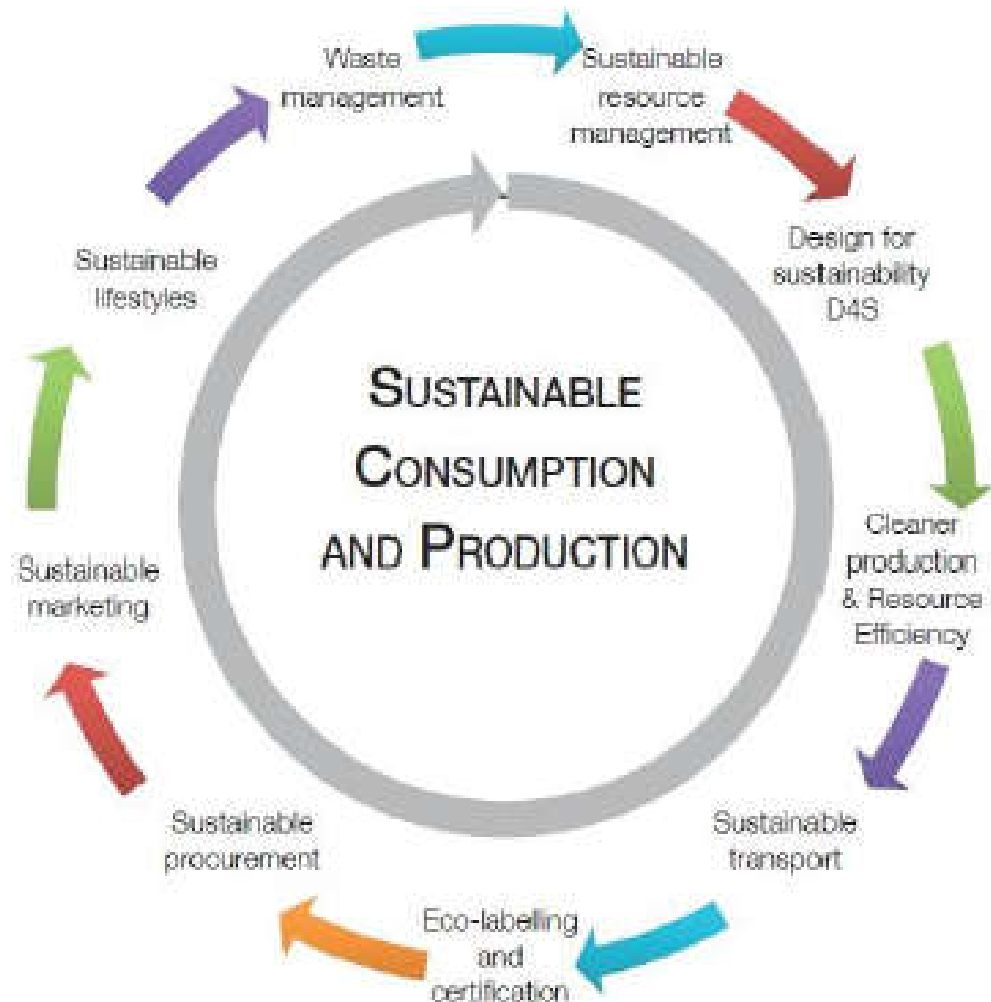 Waste
management
Sustainable
resource
management
Design for
sustainability
D4S
Cleaner
production
& Resource
Efficiency
Sustainable
transport
Eco-labelling
and
certification
Sustainable
procurement
Sustainable
marketing
Sustainable
lifestyles
SUSTAINABLE
CONSUMPTION
AND PRODUCTION